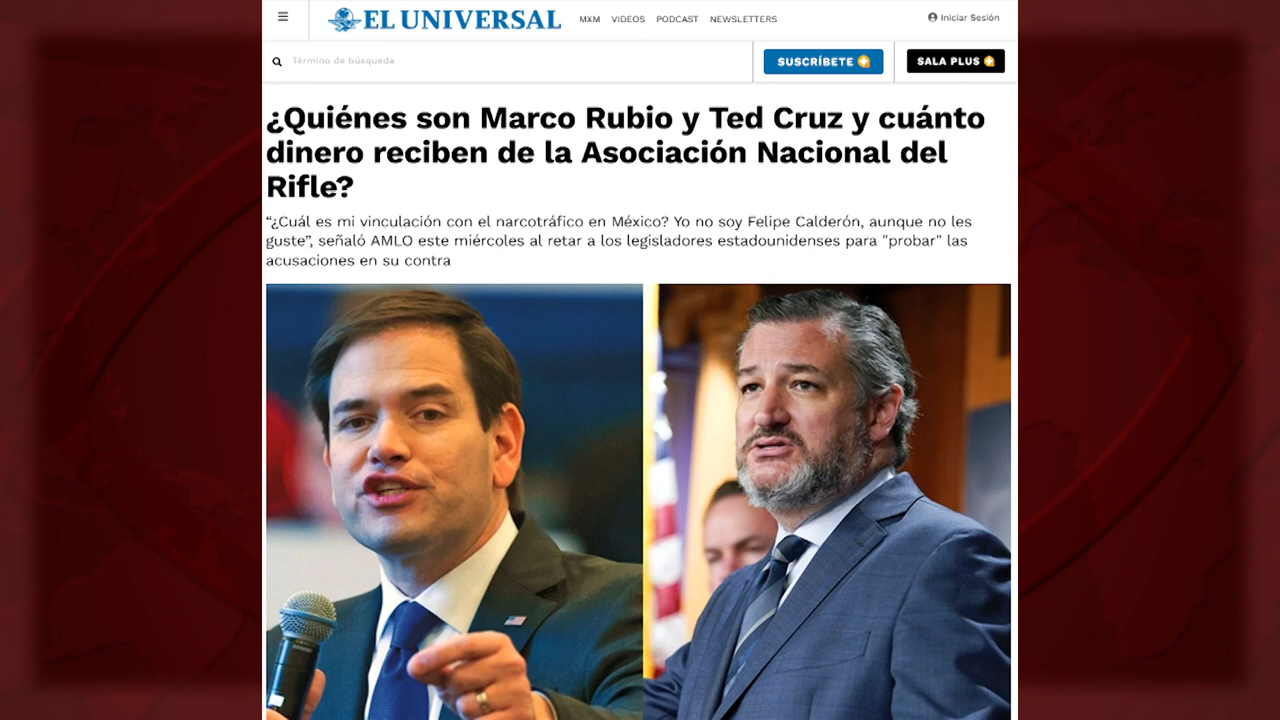 EL UNIVERSAL MXM VIDEOS PODCAST NEWSLETTERS Iniciar Sesión
Término de búsqueda SUSCRÍBETE SALA PLUS
¿Quiénes son Marco Rubio y Ted Cruz y cuánto
dinero reciben de la Asociación Nacional del
Rifle?
“¿Cuál es mi vinculación con el narcotráfico en México? Yo no soy Felipe Calderón, aunque no les
guste”, señaló AMLO este miércoles al retar a los legisladores estadounidenses para "probar" las
acusaciones en su contra